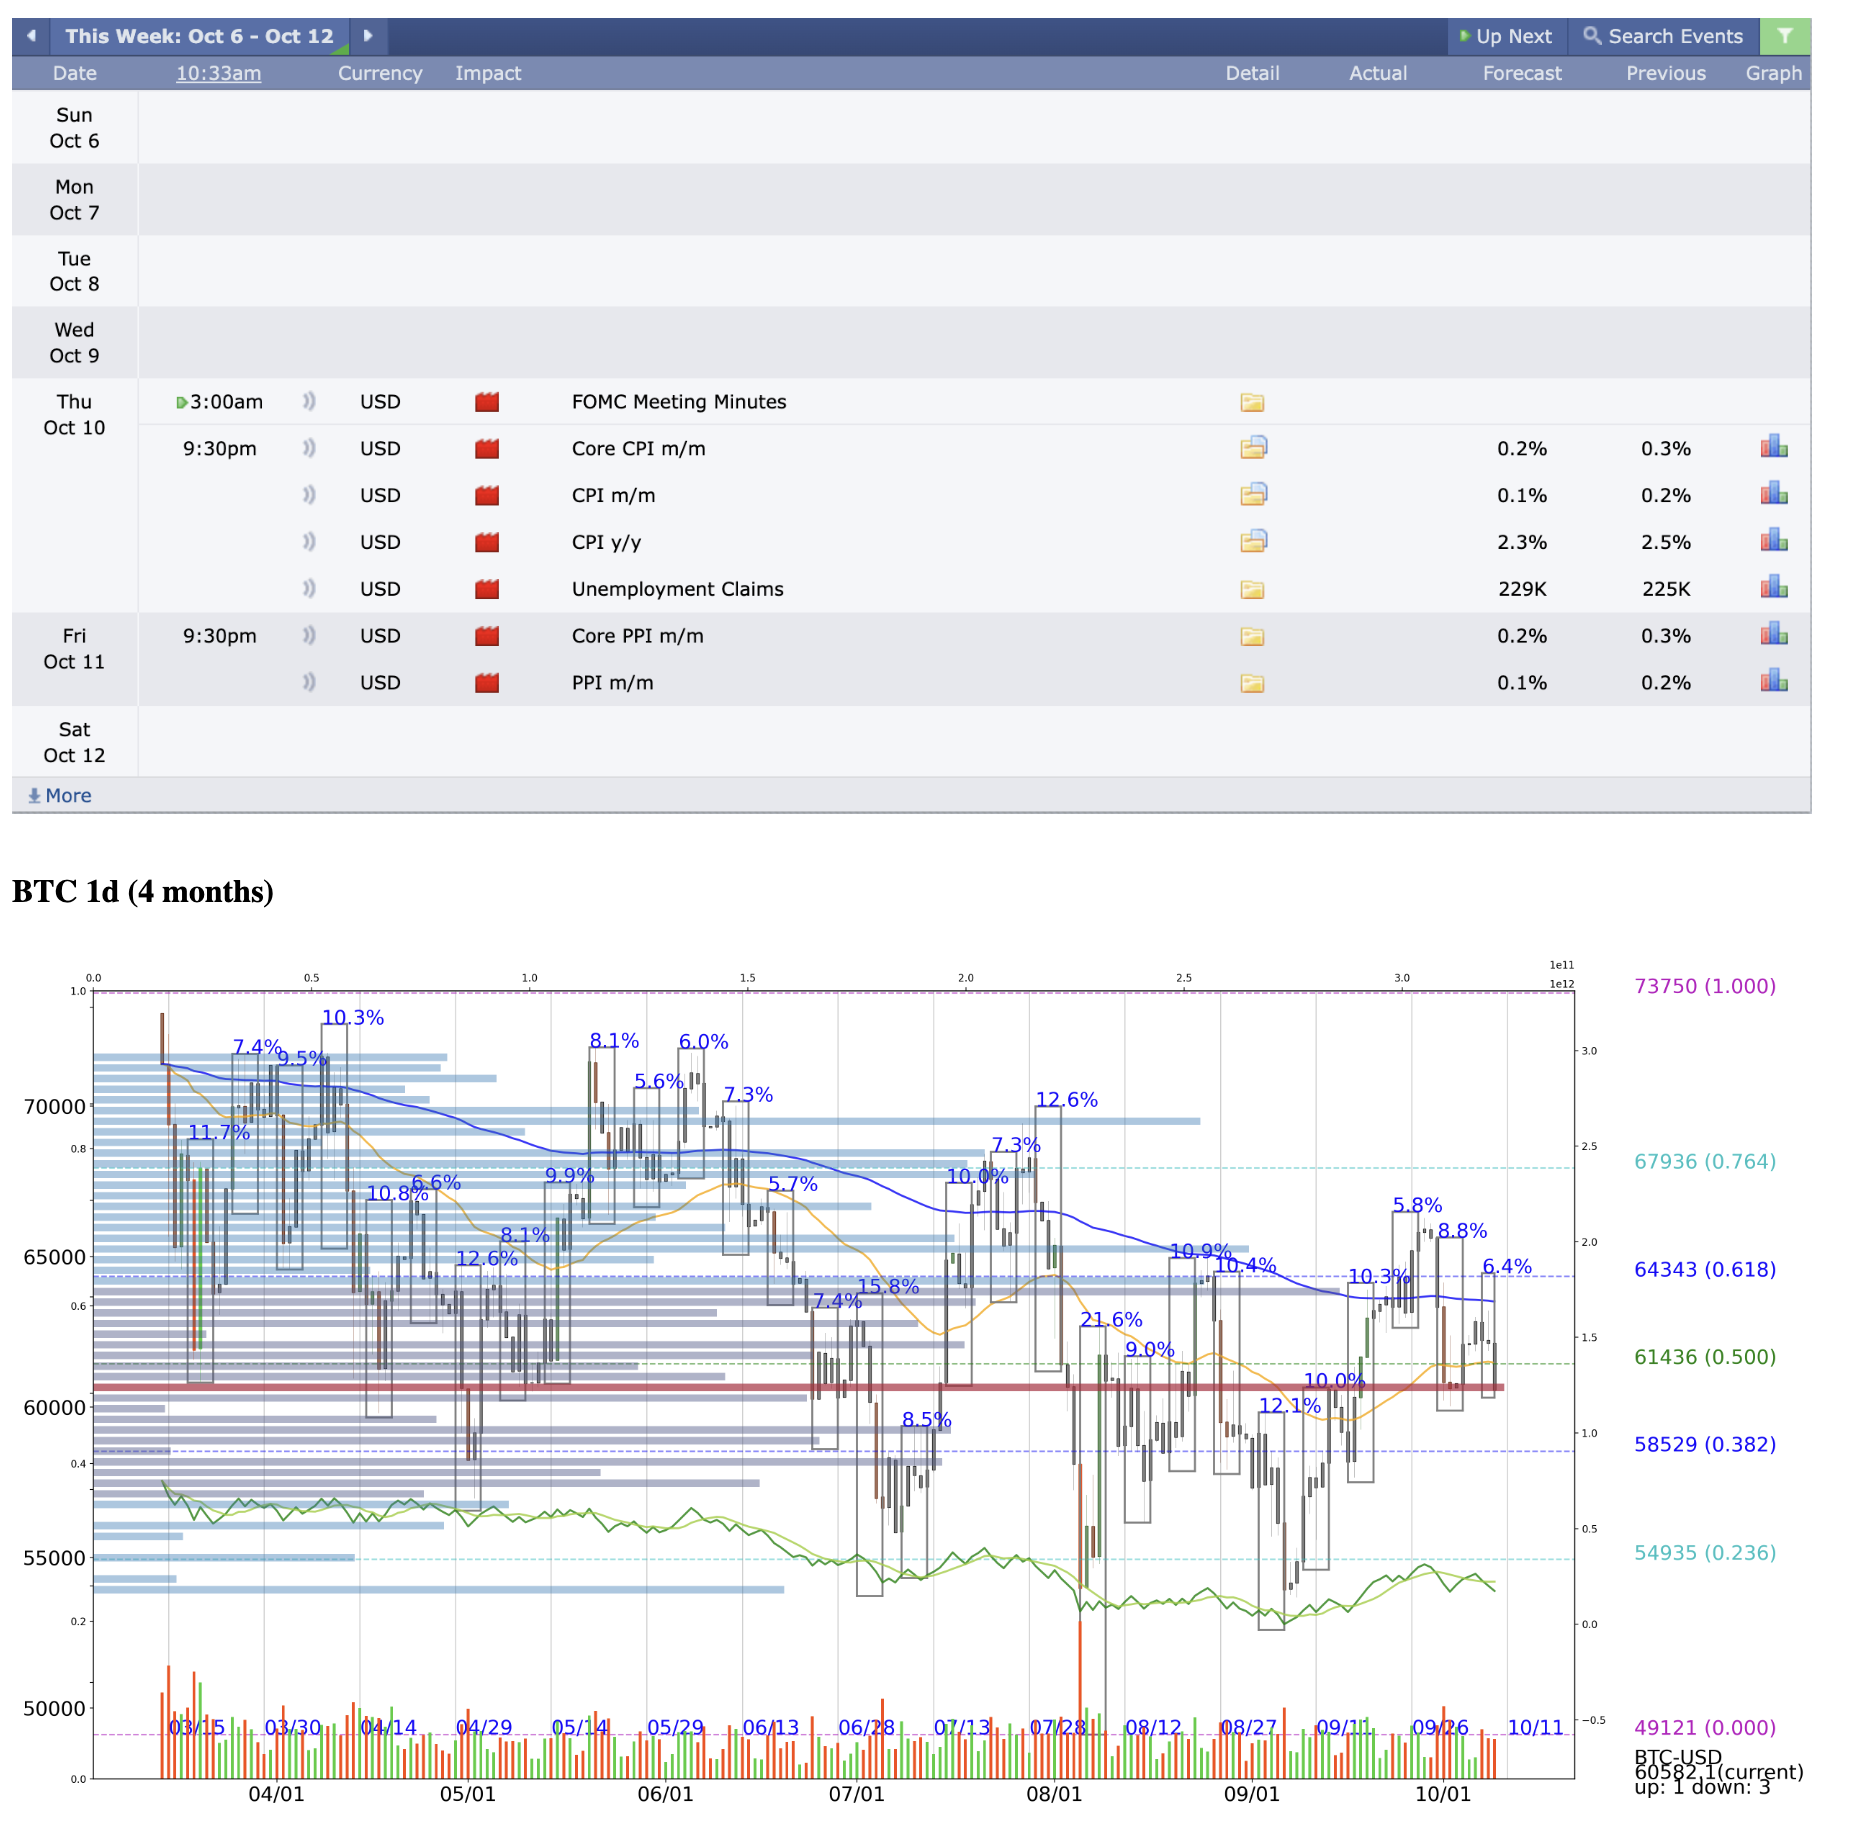 This Week: Oct 6 - Oct 12 Up Next Search Events
Date 10:33am Currency Impact Detail Actual Forecast Previous Graph
Sun
Oct 6
Mon
Oct 7
Tue
Oct 8
Wed
Oct 9
Thu
Oct 10
3:00am USD FOMC Meeting Minutes
9:30pm USD Core CPI m/m 0.2% 0.3%
USD CPI m/m 0.1% 0.2%
USD CPI y/y 2.3% 2.5%
USD Unemployment Claims 229K 225K
Fri
Oct 11
9:30pm USD Core PPI m/m 0.2% 0.3%
USD PPI m/m 0.1% 0.2%
Sat
Oct 12
More
BTC 1d (4 months)
0.0 0.5 1.0 1.5 2.0 2.5 3.0 1e11
1e12
1.0
0.8
0.6
0.4
0.2
0.0
70000
65000
60000
55000
50000
3.0
2.5
2.0
1.5
1.0
0.5
0.0
−0.5
73750 (1.000)
67936 (0.764)
64343 (0.618)
61436 (0.500)
58529 (0.382)
54935 (0.236)
49121 (0.000)
11.7%
7.4%
9.5%
10.3%
10.8%
6.6%
12.6%
8.1%
9.9%
8.1%
5.6%
6.0%
7.3%
5.7%
7.4%
15.8%
8.5%
10.0%
7.3%
12.6%
21.6%
9.0%
10.9%
10.4%
12.1%
10.0%
10.3%
5.8%
8.8%
6.4%
03/15 03/30 04/14 04/29 05/14 05/29 06/13 06/28 07/13 07/28 08/12 08/27 09/11 09/26 10/11
04/01 05/01 06/01 07/01 08/01 09/01 10/01
BTC-USD
60582.1(current)
up: 1 down: 3